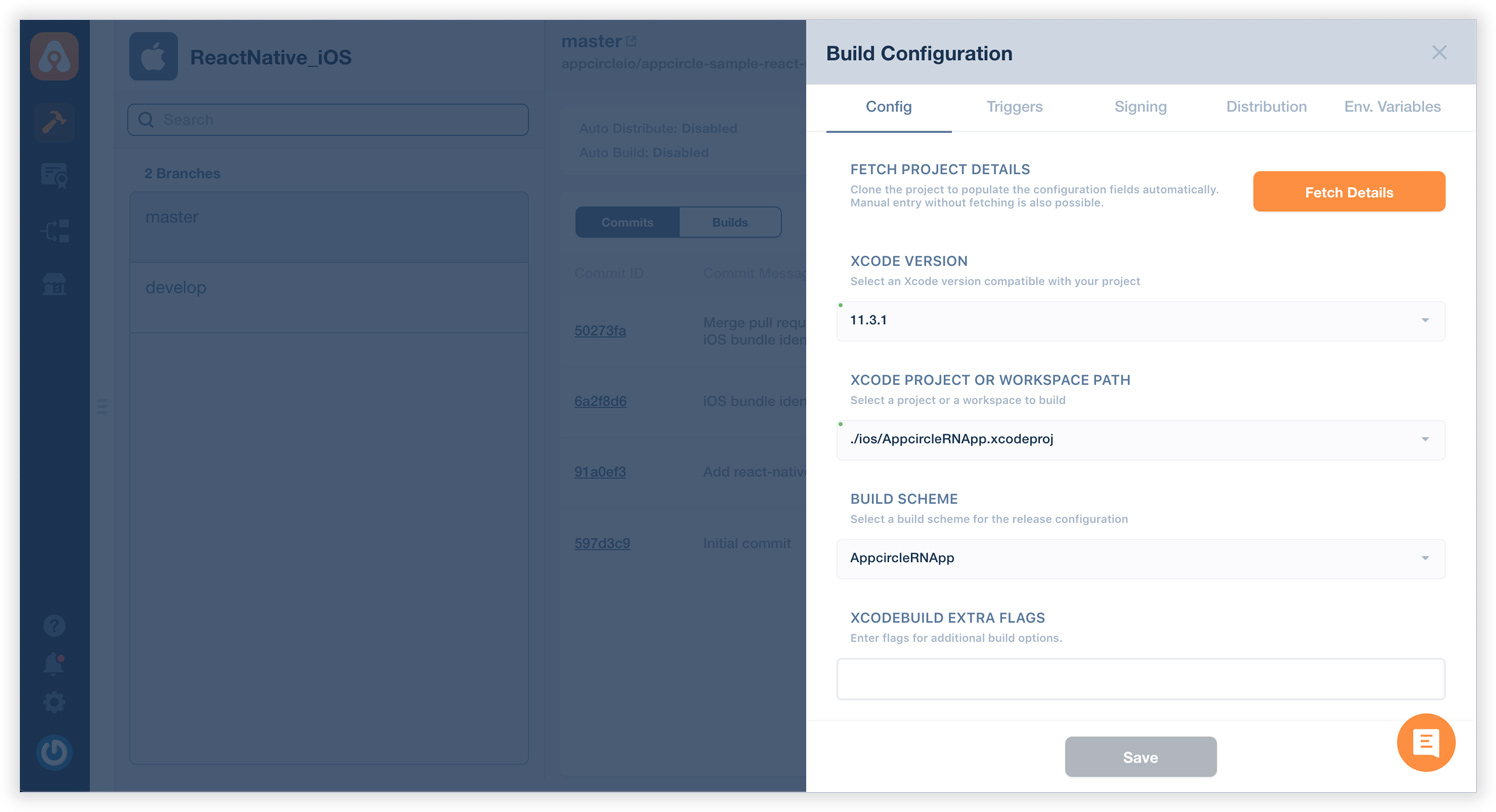 ReactNative_iOS
Search
2 Branches
master
develop
master
appcircleio/appcircle-sample-react-
Auto Distribute: Disabled
Auto Build: Disabled
Commits
Builds
Commit ID
Commit Messag
50273fa
Merge pull requ
iOS bundle iden
6a2f8d6
iOS bundle iden
91a0ef3
Add react-native
597d3c9
Initial commit
Build Configuration
Config
Triggers
Signing
Distribution
Env. Variables
FETCH PROJECT DETAILS
Clone the project to populate the configuration fields automatically.
Manual entry without fetching is also possible.
Fetch Details
XCODE VERSION
Select an Xcode version compatible with your project
11.3.1
XCODE PROJECT OR WORKSPACE PATH
Select a project or a workspace to build
./ios/AppcircleRNApp.xcodeproj
BUILD SCHEME
Select a build scheme for the release configuration
AppcircleRNApp
XCODEBUILD EXTRA FLAGS
Enter flags for additional build options.
Save